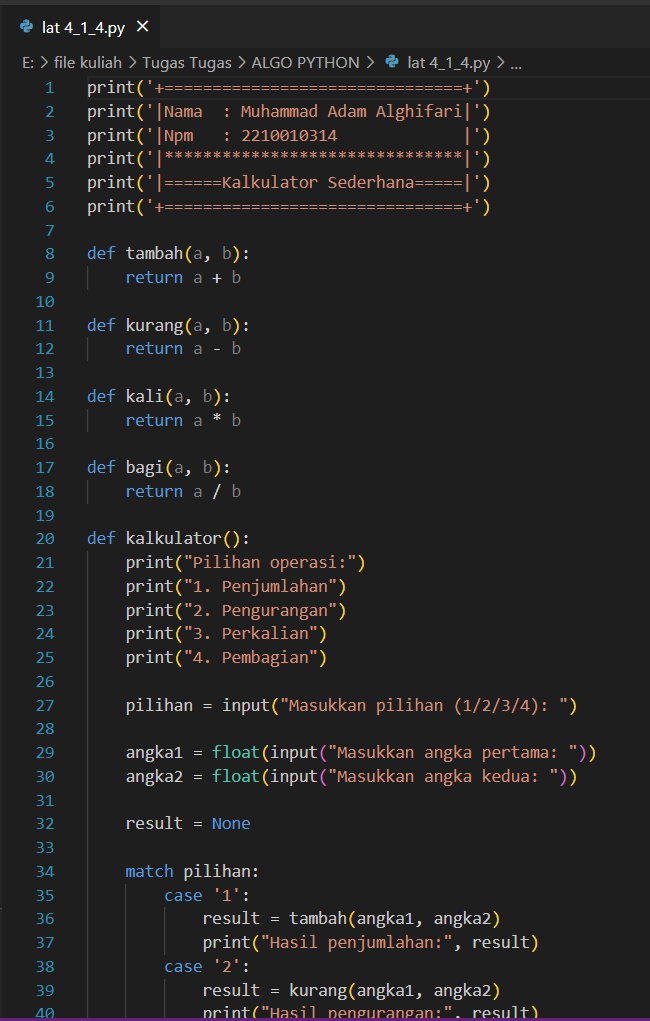 lat 4_1_4.py ×
E: > file kuliah > Tugas Tugas > ALGO PYTHON > lat 4_1_4.py > ...
1 print('+===============================+')
2 print('|Nama  : Muhammad Adam Alghifari|')
3 print('|Npm   : 2210010314             |')
4 print('|*******************************|')
5 print('|======Kalkulator Sederhana=====|')
6 print('+===============================+')
7
8 def tambah(a, b):
9     return a + b
10
11 def kurang(a, b):
12     return a - b
13
14 def kali(a, b):
15     return a * b
16
17 def bagi(a, b):
18     return a / b
19
20 def kalkulator():
21     print("Pilihan operasi:")
22     print("1. Penjumlahan")
23     print("2. Pengurangan")
24     print("3. Perkalian")
25     print("4. Pembagian")
26
27     pilihan = input("Masukkan pilihan (1/2/3/4): ")
28
29     angka1 = float(input("Masukkan angka pertama: "))
30     angka2 = float(input("Masukkan angka kedua: "))
31
32     result = None
33
34     match pilihan:
35         case '1':
36             result = tambah(angka1, angka2)
37             print("Hasil penjumlahan:", result)
38         case '2':
39             result = kurang(angka1, angka2)
40             print("Hasil pengurangan:", result)